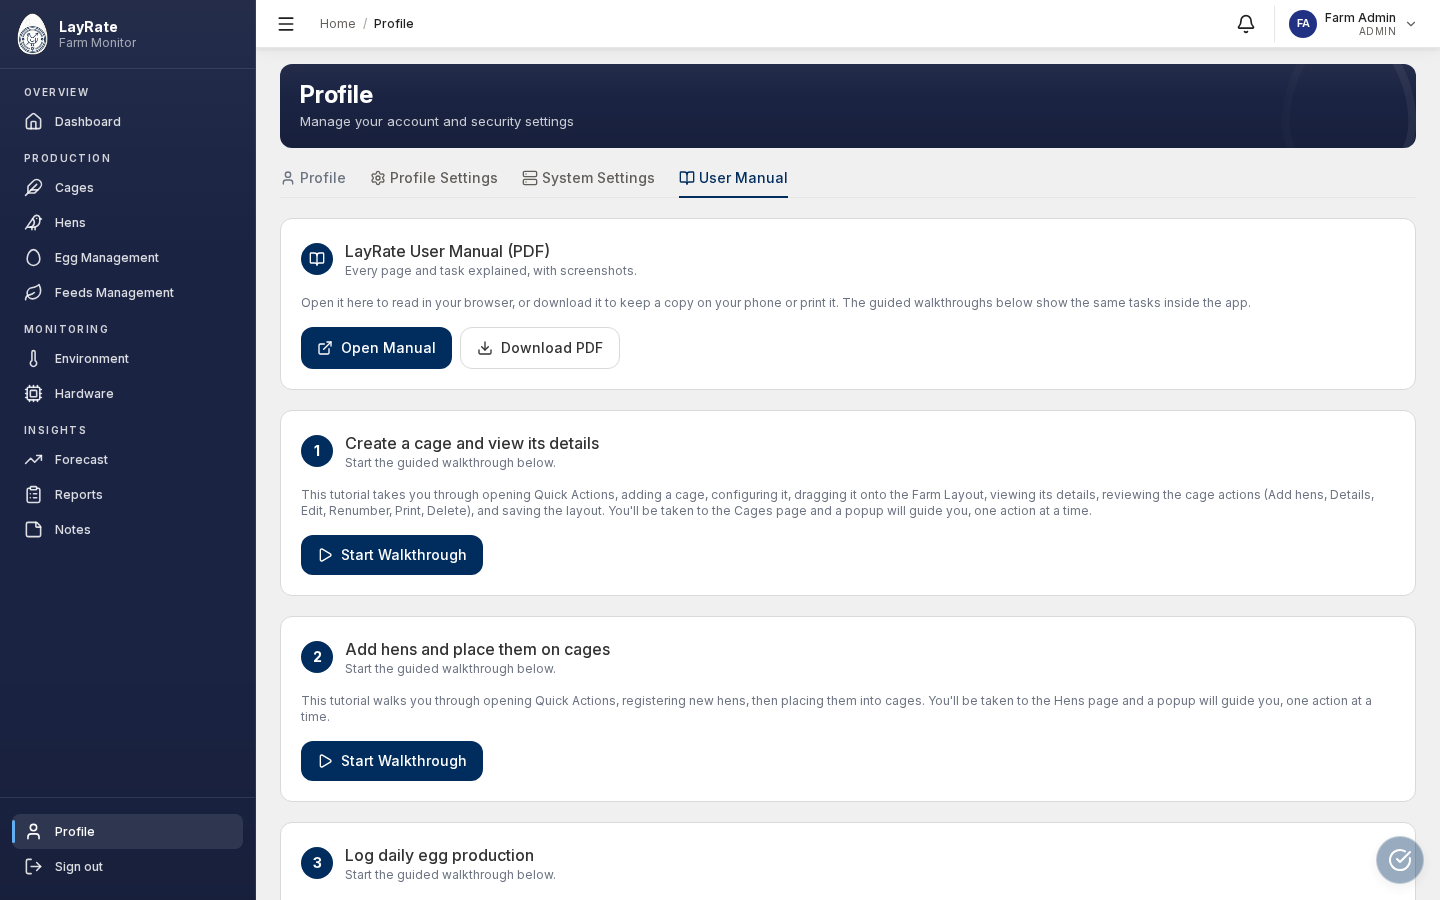 LayRate
Farm Monitor
OVERVIEW
Dashboard
PRODUCTION
Cages
Hens
Egg Management
Feeds Management
MONITORING
Environment
Hardware
INSIGHTS
Forecast
Reports
Notes
Profile
Sign out
Home / Profile
FA
Farm Admin
ADMIN
Profile
Manage your account and security settings
Profile
Profile Settings
System Settings
User Manual
LayRate User Manual (PDF)
Every page and task explained, with screenshots.
Open it here to read in your browser, or download it to keep a copy on your phone or print it. The guided walkthroughs below show the same tasks inside the app.
Open Manual
Download PDF
1
Create a cage and view its details
Start the guided walkthrough below.
This tutorial takes you through opening Quick Actions, adding a cage, configuring it, dragging it onto the Farm Layout, viewing its details, reviewing the cage actions (Add hens, Details,
Edit, Renumber, Print, Delete), and saving the layout. You'll be taken to the Cages page and a popup will guide you, one action at a time.
Start Walkthrough
2
Add hens and place them on cages
Start the guided walkthrough below.
This tutorial walks you through opening Quick Actions, registering new hens, then placing them into cages. You'll be taken to the Hens page and a popup will guide you, one action at a
time.
Start Walkthrough
3
Log daily egg production
Start the guided walkthrough below.